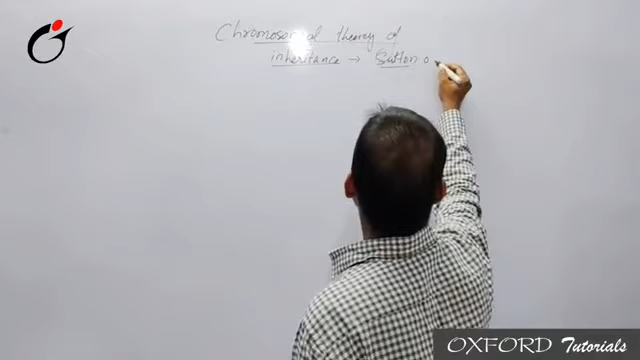 Chromosomal theory of
inheritance → Sutton
OXFORD Tutorials